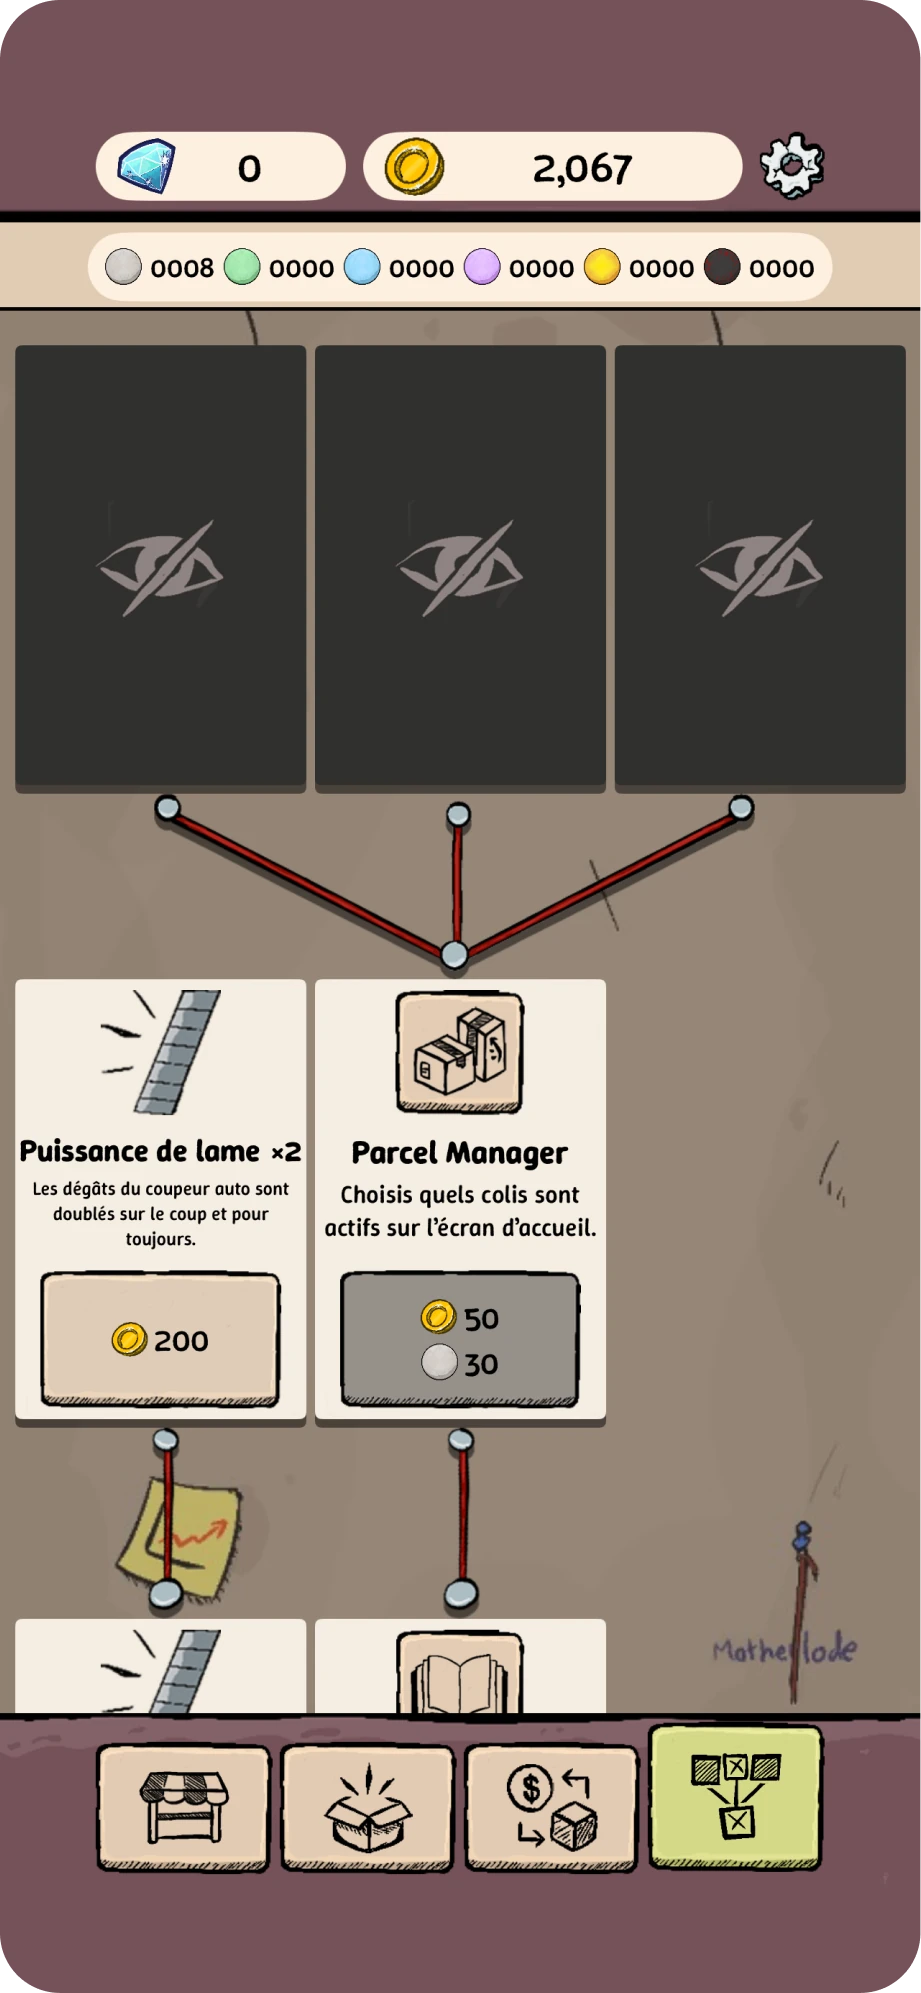 0
2,067
0008 0000 0000 0000 0000 0000
Puissance de lame ×2
Les dégâts du coupeur auto sont
doublés sur le coup et pour
toujours.
200
Parcel Manager
Choisis quels colis sont
actifs sur l’écran d’accueil.
50
30
Motherlode
$